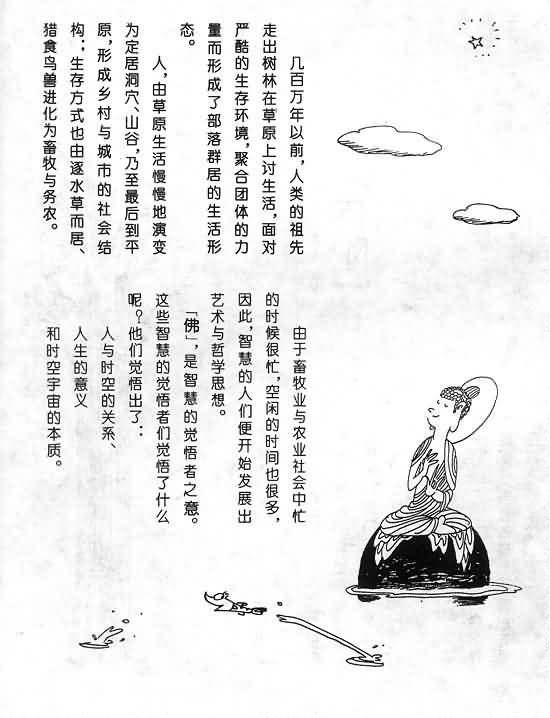 几百万年以前，人类的祖先
走出树林在草原上讨生活，面对
严酷的生存环境，聚合团体的力
量而形成了部落群居的生活形
态。
人，由草原生活慢慢地演变
为定居洞穴、山谷，乃至最后到平
原，形成乡村与城市的社会结
构；生存方式也由逐水草而居、
猎食鸟兽进化为畜牧与务农。
由于畜牧业与农业社会中忙
的时候很忙，空闲的时间也很多，
因此，智慧的人们便开始发展出
艺术与哲学思想。
「佛」，是智慧的觉悟者之意。
这些智慧的觉悟者们觉悟了什么
呢？他们觉悟出了：
人与时空的关系、
人生的意义
和时空宇宙的本质。